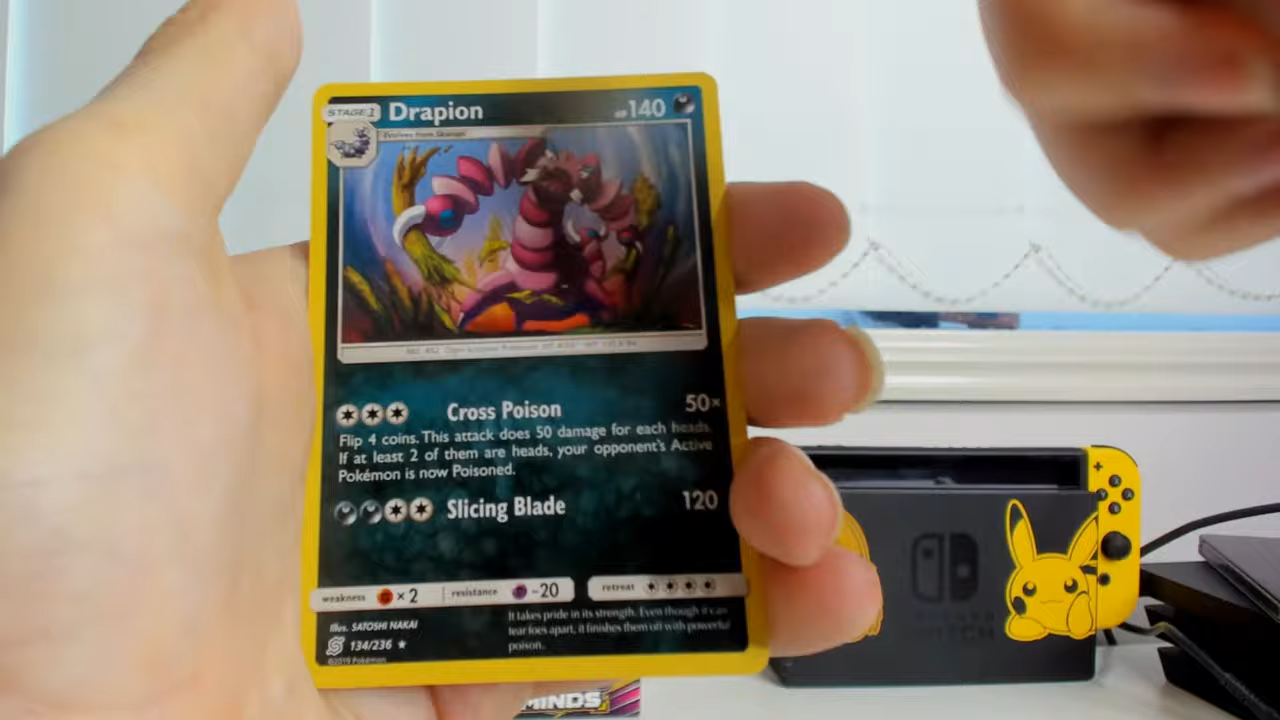 STAGE 1 Drapion HP 140
Evolves from Skorupi
Cross Poison 50×
Flip 4 coins. This attack does 50 damage for each heads.
If at least 2 of them are heads, your opponent's Active
Pokémon is now Poisoned.
Slicing Blade 120
weakness × 2 resistance -20 retreat
Illus. SATOSHI NAKAI
134/236 ★
©2019 Pokémon
It takes pride in its strength. Even though it can
tear foes apart, it finishes them off with powerful
poison.
MINDS